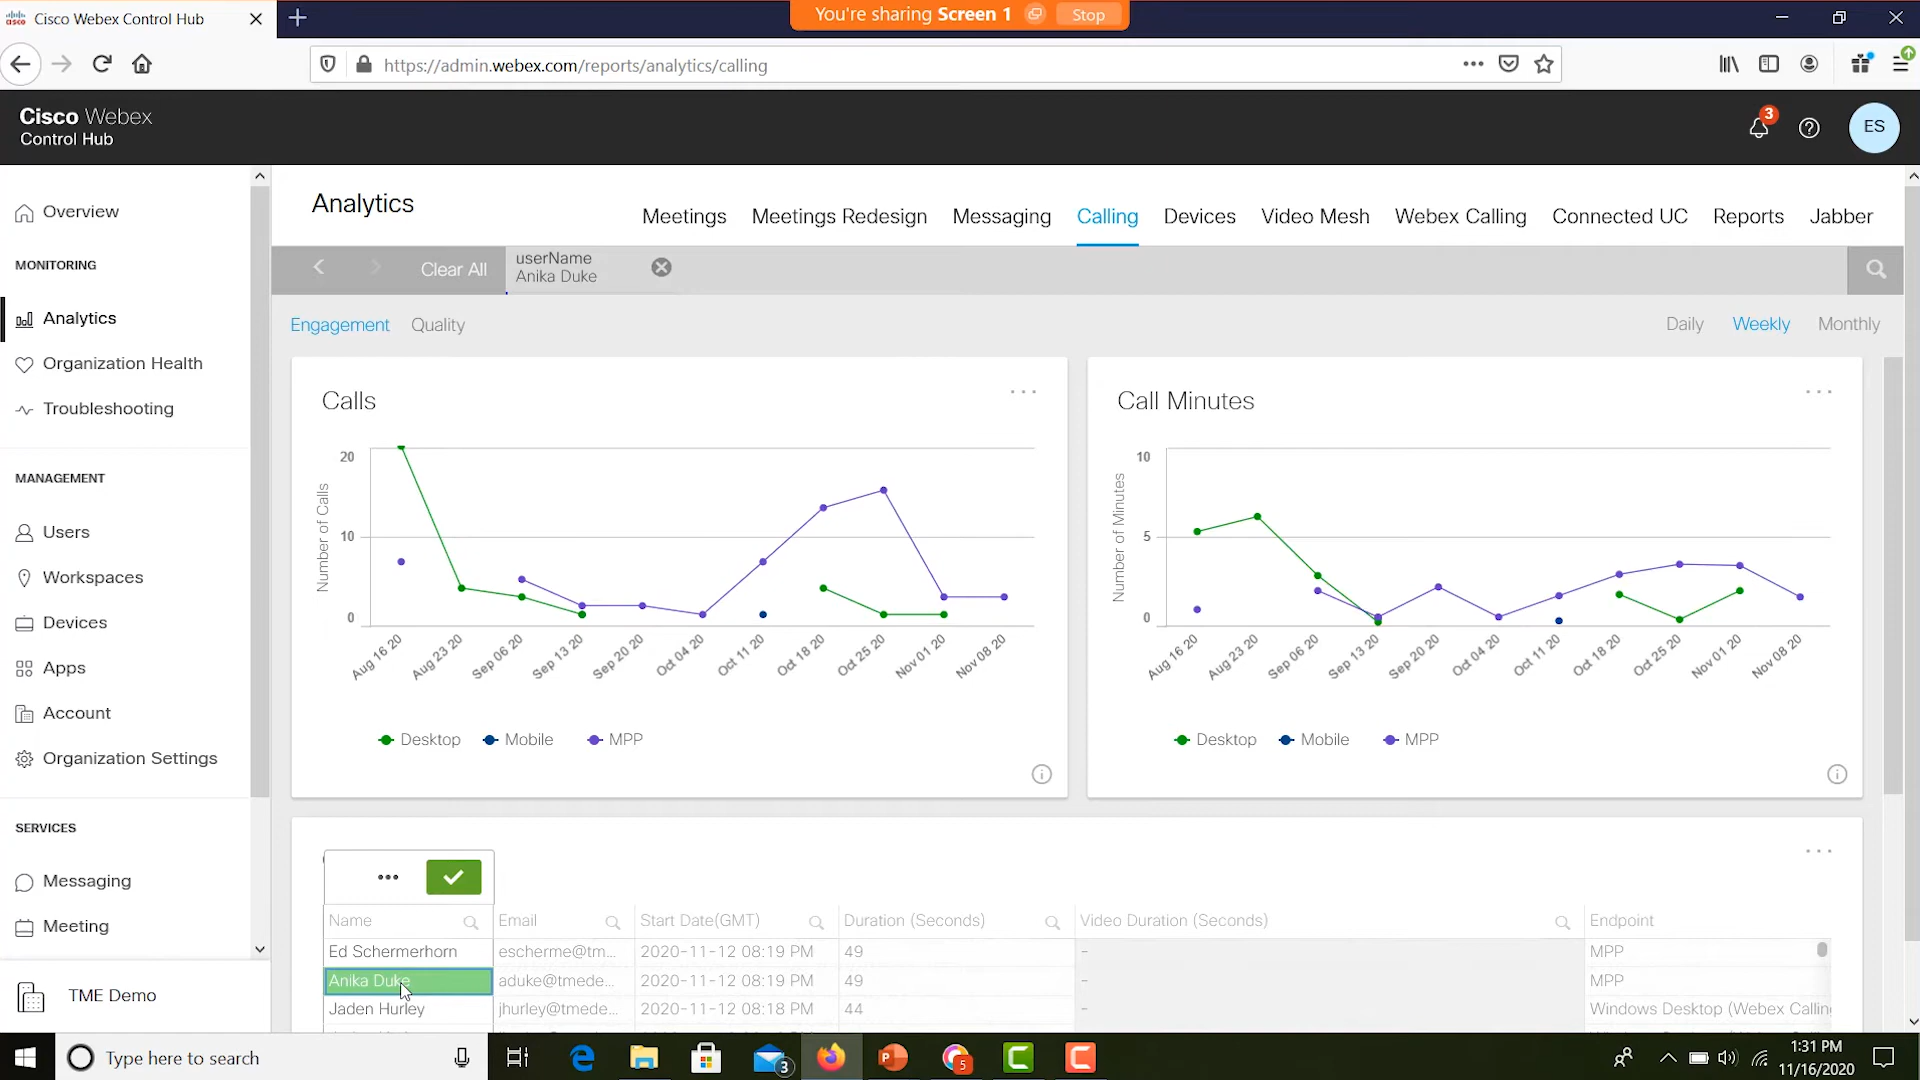 Cisco Webex Control Hub
You're sharing Screen 1
Stop
https://admin.webex.com/reports/analytics/calling
Cisco Webex
Control Hub
3
ES
Overview
MONITORING
Analytics
Organization Health
Troubleshooting
MANAGEMENT
Users
Workspaces
Devices
Apps
Account
Organization Settings
SERVICES
Messaging
Meeting
TME Demo
Analytics
Meetings Meetings Redesign Messaging Calling Devices Video Mesh Webex Calling Connected UC Reports Jabber
Clear All
userName
Anika Duke
Engagement Quality
Daily Weekly Monthly
Calls
Number of Calls
20
10
0
Aug 16 20 Aug 23 20 Sep 06 20 Sep 13 20 Sep 20 20 Oct 04 20 Oct 11 20 Oct 18 20 Oct 25 20 Nov 01 20 Nov 08 20
Desktop Mobile MPP
Call Minutes
Number of Minutes
10
5
0
Aug 16 20 Aug 23 20 Sep 06 20 Sep 13 20 Sep 20 20 Oct 04 20 Oct 11 20 Oct 18 20 Oct 25 20 Nov 01 20 Nov 08 20
Desktop Mobile MPP
Name Email Start Date(GMT) Duration (Seconds) Video Duration (Seconds) Endpoint
Ed Schermerhorn escherme@tm... 2020-11-12 08:19 PM 49 - MPP
Anika Duke aduke@tmede... 2020-11-12 08:19 PM 49 - MPP
Jaden Hurley jhurley@tmede... 2020-11-12 08:18 PM 44 - Windows Desktop (Webex Calling
Type here to search
3
5
1:31 PM
11/16/2020